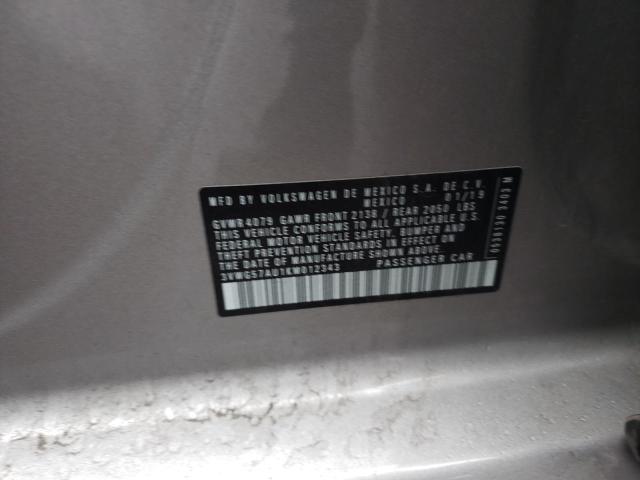 MFD BY VOLKSWAGEN DE MEXICO S.A. DE C.V.
MEXICO 01/19
GVWR 4079 GAWR FRONT 2138 / REAR 2050 LBS
THIS VEHICLE CONFORMS TO ALL APPLICABLE U.S.
FEDERAL MOTOR VEHICLE SAFETY, BUMPER AND
THEFT PREVENTION STANDARDS IN EFFECT ON
THE DATE OF MANUFACTURE SHOWN ABOVE.
3VWG57AU1KM012343 PASSENGER CAR